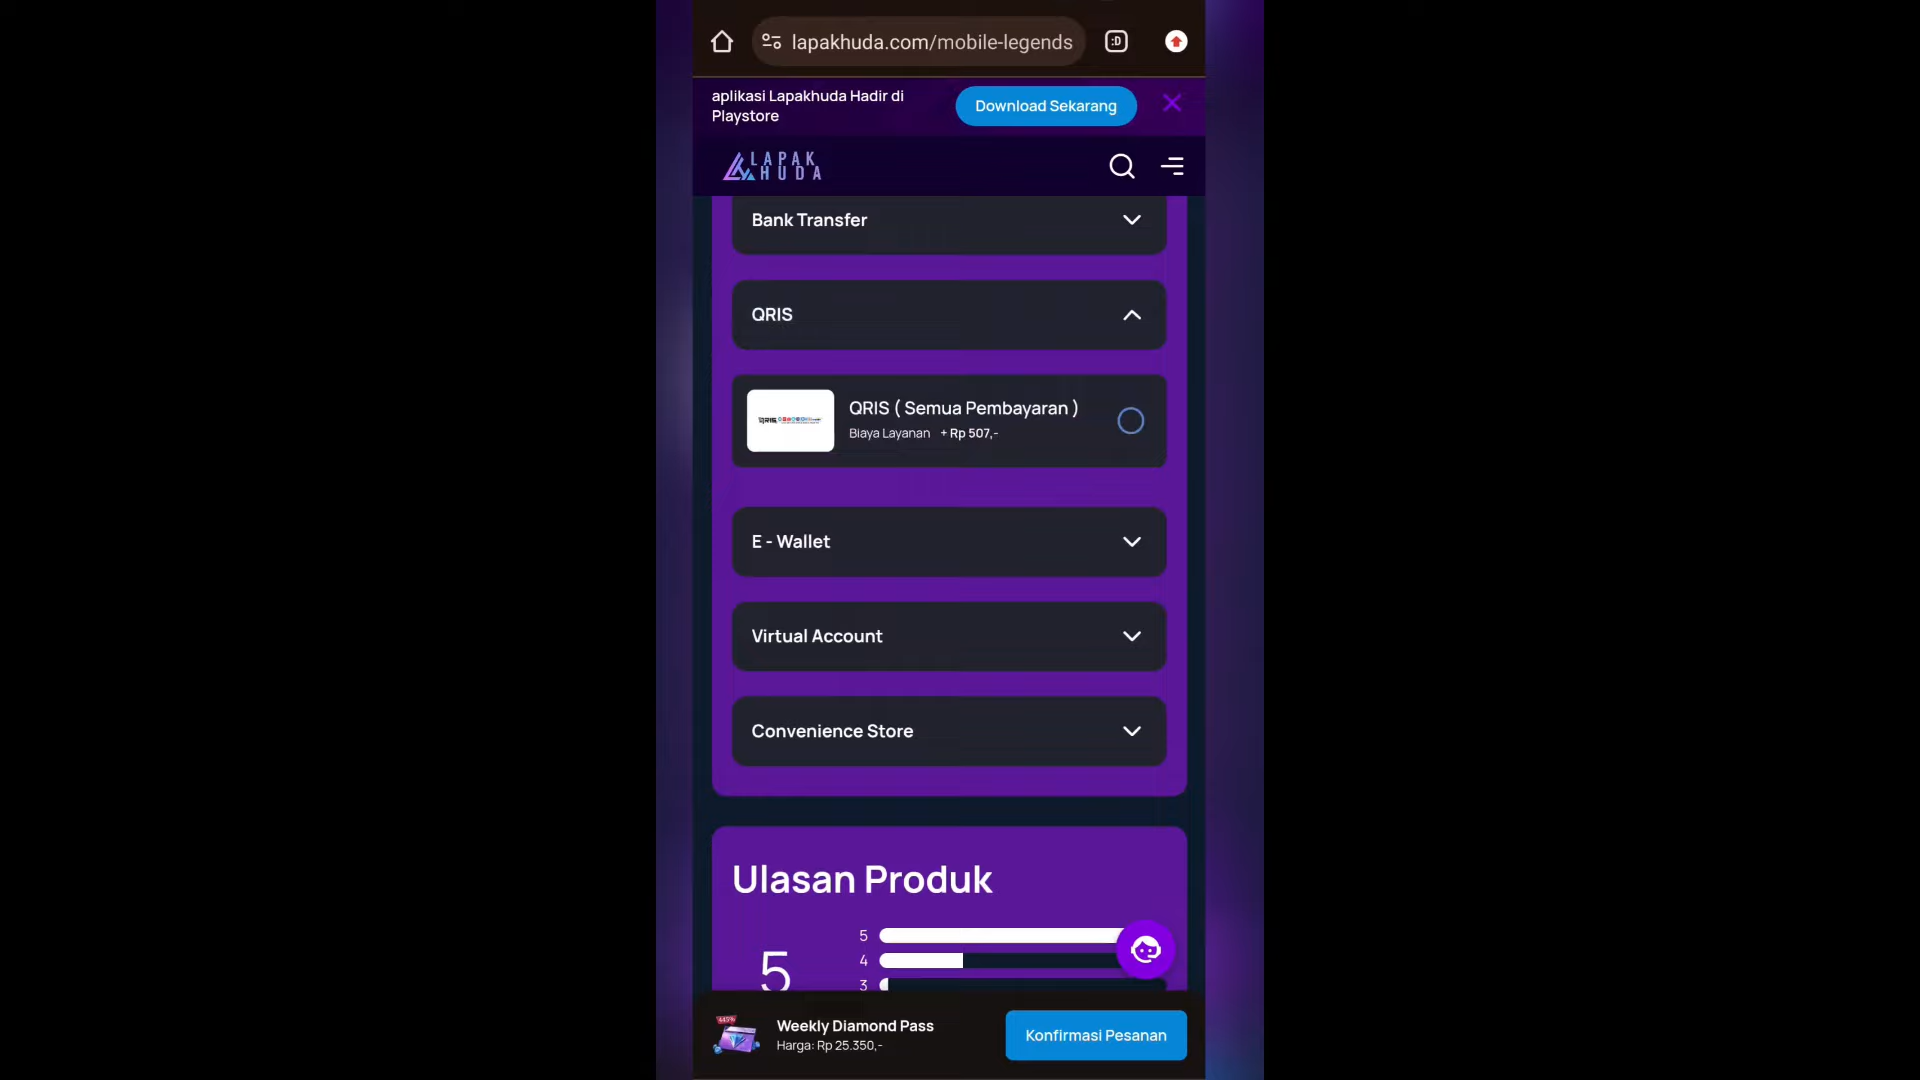 :D
lapakhuda.com/mobile-legends
aplikasi Lapakhuda Hadir di
Playstore
Download Sekarang
LAPAK
HUDA
Bank Transfer
QRIS
QRIS
QRIS ( Semua Pembayaran )
Biaya Layanan + Rp 507,-
E - Wallet
Virtual Account
Convenience Store
Ulasan Produk
5
5
4
3
Weekly Diamond Pass
Harga: Rp 25.350,-
Konfirmasi Pesanan